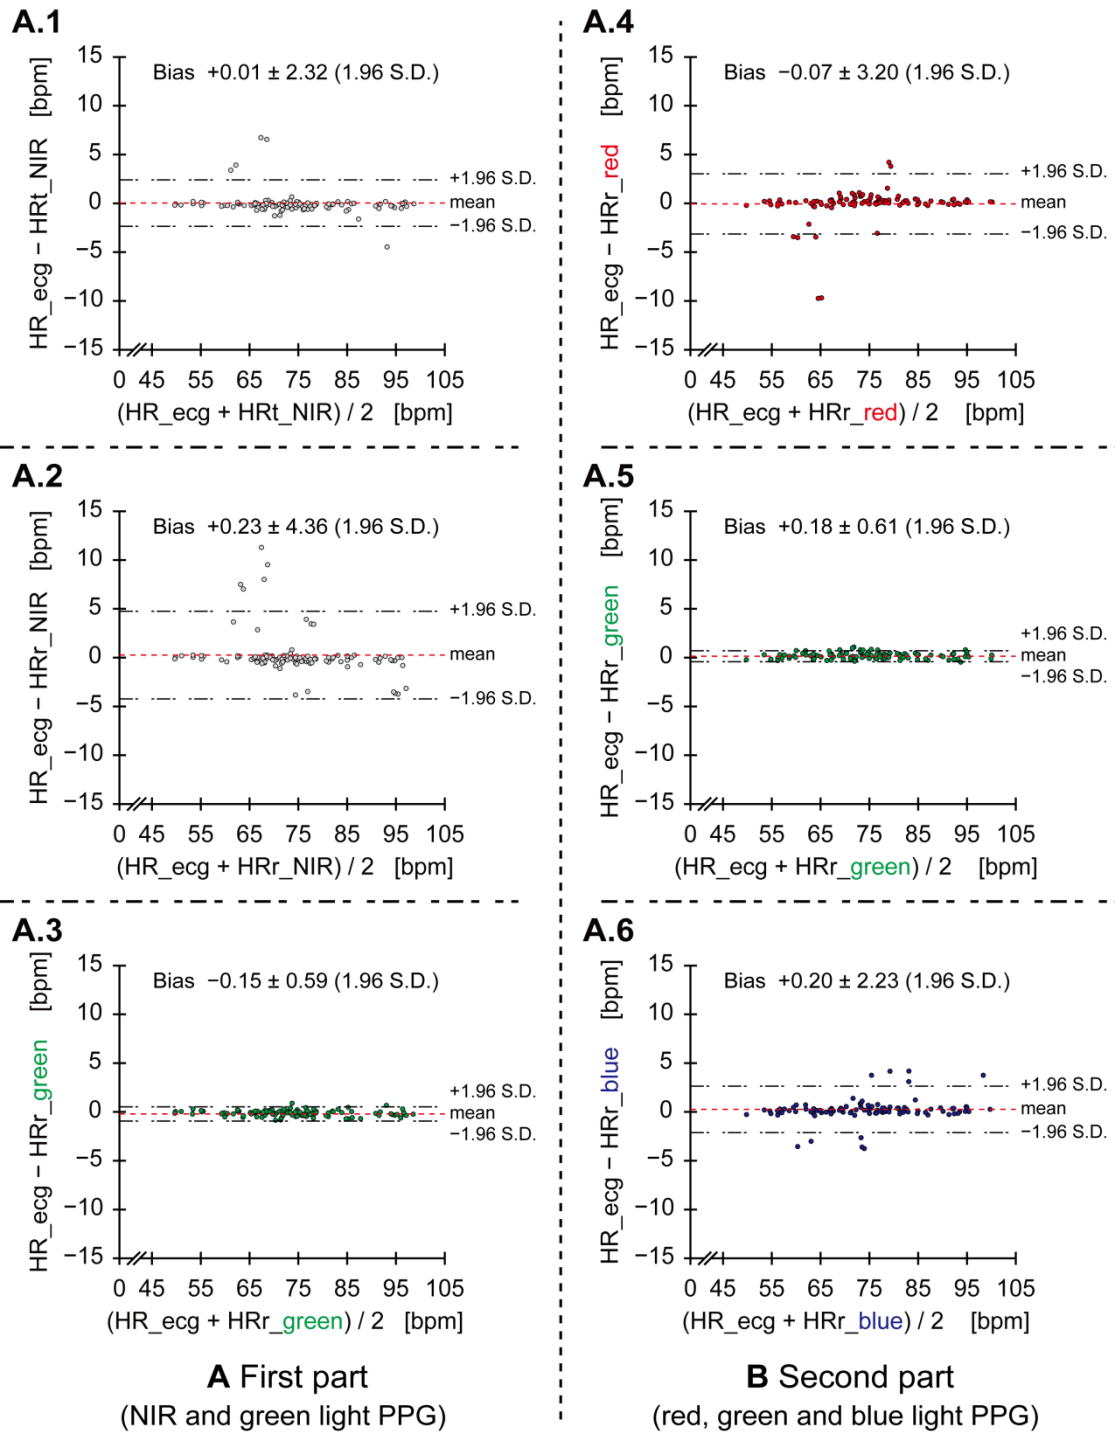 A.1
HR_ecg − HRt_NIR [bpm]
Bias +0.01 ± 2.32 (1.96 S.D.)
15
10
5
0
−5
−10
−15
+1.96 S.D.
mean
−1.96 S.D.
0 45 55 65 75 85 95 105
(HR_ecg + HRt_NIR) / 2 [bpm]
A.2
HR_ecg − HRr_NIR [bpm]
Bias +0.23 ± 4.36 (1.96 S.D.)
15
10
5
0
−5
−10
−15
+1.96 S.D.
mean
−1.96 S.D.
0 45 55 65 75 85 95 105
(HR_ecg + HRr_NIR) / 2 [bpm]
A.3
HR_ecg − HRr_green [bpm]
Bias −0.15 ± 0.59 (1.96 S.D.)
15
10
5
0
−5
−10
−15
+1.96 S.D.
mean
−1.96 S.D.
0 45 55 65 75 85 95 105
(HR_ecg + HRr_green) / 2 [bpm]
A First part
(NIR and green light PPG)
A.4
HR_ecg − HRr_red [bpm]
Bias −0.07 ± 3.20 (1.96 S.D.)
15
10
5
0
−5
−10
−15
+1.96 S.D.
mean
−1.96 S.D.
0 45 55 65 75 85 95 105
(HR_ecg + HRr_red) / 2 [bpm]
A.5
HR_ecg − HRr_green [bpm]
Bias +0.18 ± 0.61 (1.96 S.D.)
15
10
5
0
−5
−10
−15
+1.96 S.D.
mean
−1.96 S.D.
0 45 55 65 75 85 95 105
(HR_ecg + HRr_green) / 2 [bpm]
A.6
HR_ecg − HRr_blue [bpm]
Bias +0.20 ± 2.23 (1.96 S.D.)
15
10
5
0
−5
−10
−15
+1.96 S.D.
mean
−1.96 S.D.
0 45 55 65 75 85 95 105
(HR_ecg + HRr_blue) / 2 [bpm]
B Second part
(red, green and blue light PPG)